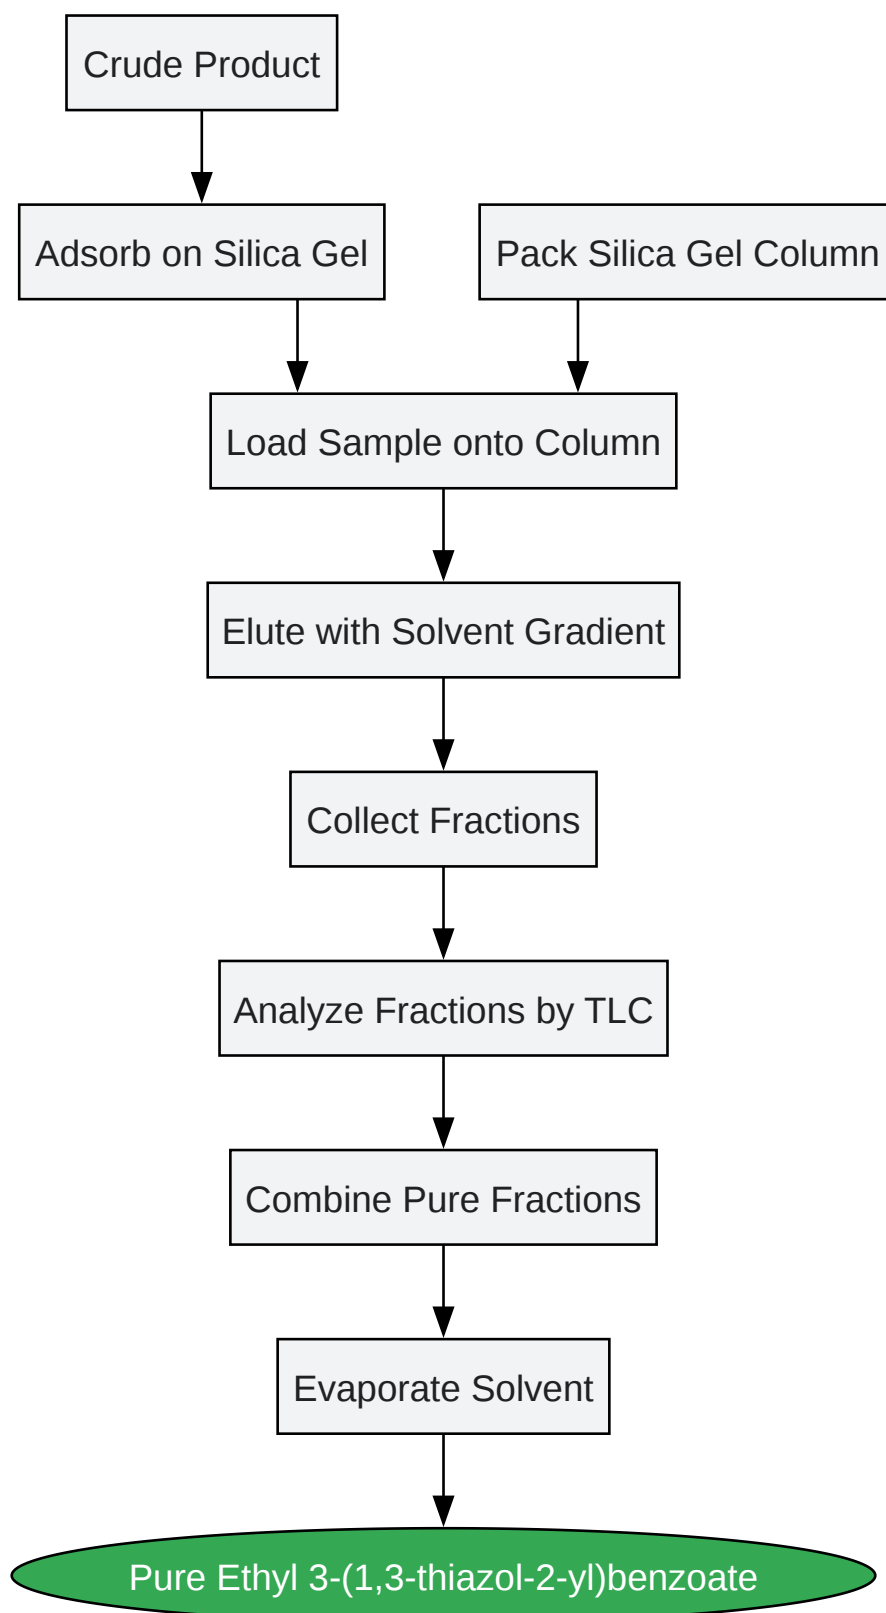 Crude Product
Adsorb on Silica Gel
Pack Silica Gel Column
Load Sample onto Column
Elute with Solvent Gradient
Collect Fractions
Analyze Fractions by TLC
Combine Pure Fractions
Evaporate Solvent
Pure Ethyl 3-(1,3-thiazol-2-yl)benzoate